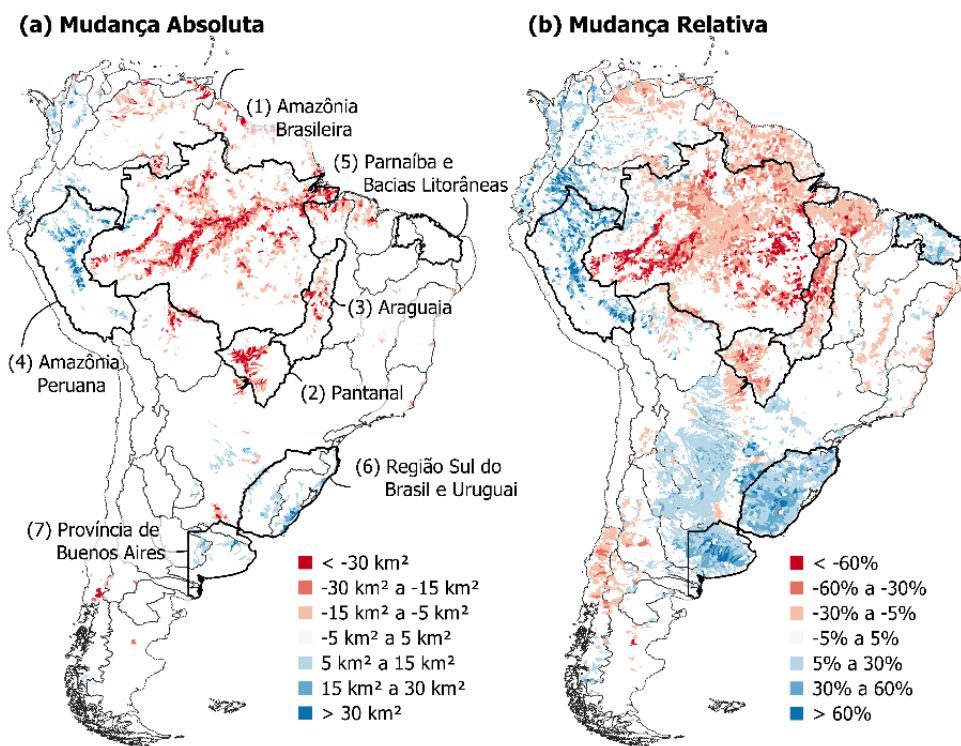 (a) Mudança Absoluta
(1) Amazônia
Brasileira
(5) Parnaíba e
Bacias Litorâneas
(3) Araguaia
(4) Amazônia
Peruana
(2) Pantanal
(6) Região Sul do
Brasil e Uruguai
(7) Província de
Buenos Aires
< -30 km²
-30 km² a -15 km²
-15 km² a -5 km²
-5 km² a 5 km²
5 km² a 15 km²
15 km² a 30 km²
> 30 km²
(b) Mudança Relativa
< -60%
-60% a -30%
-30% a -5%
-5% a 5%
5% a 30%
30% a 60%
> 60%